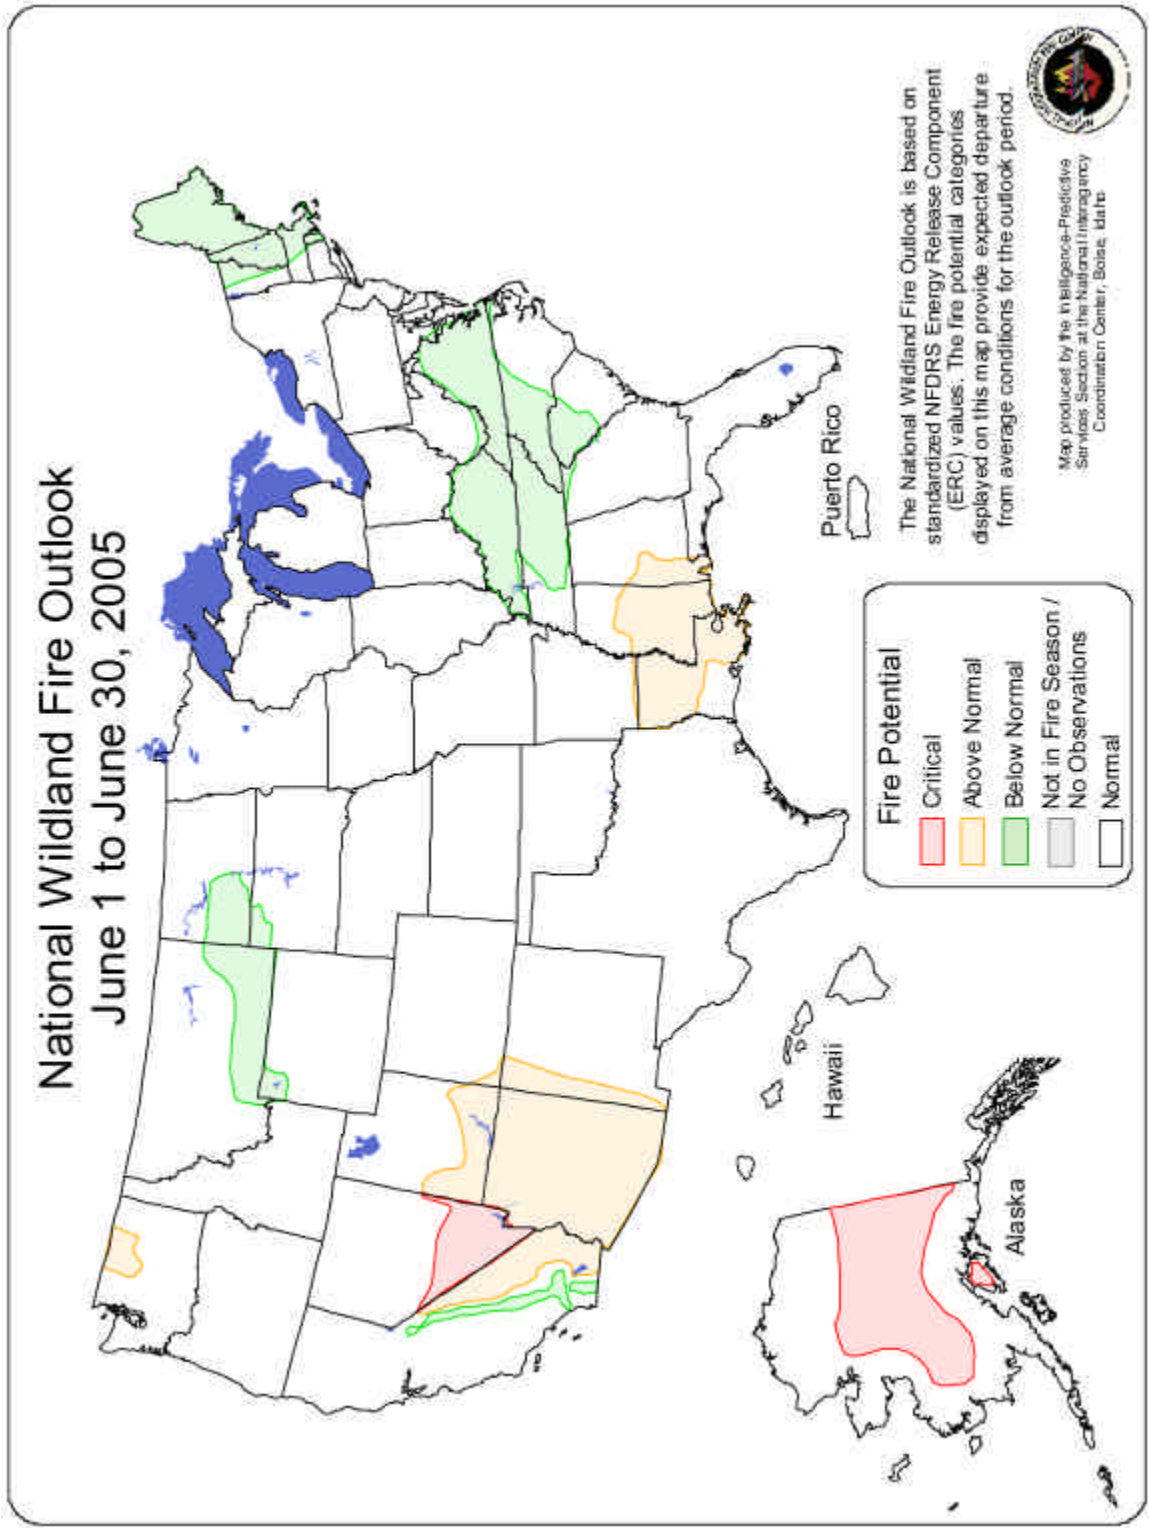 National Wildland Fire Outlook
June 1 to June 30, 2005
Puerto Rico
Hawaii
Alaska
Fire Potential
Critical
Above Normal
Below Normal
Not in Fire Season /
No Observations
Normal
The National Wildland Fire Outlook is based on
standardized NFDRS Energy Release Component
(ERC) values. The fire potential categories
displayed on this map provide expected departure
from average conditions for the outlook period.
Map produced by the Intelligence-Predictive
Services Section at the National Interagency
Coordination Center, Boise, Idaho